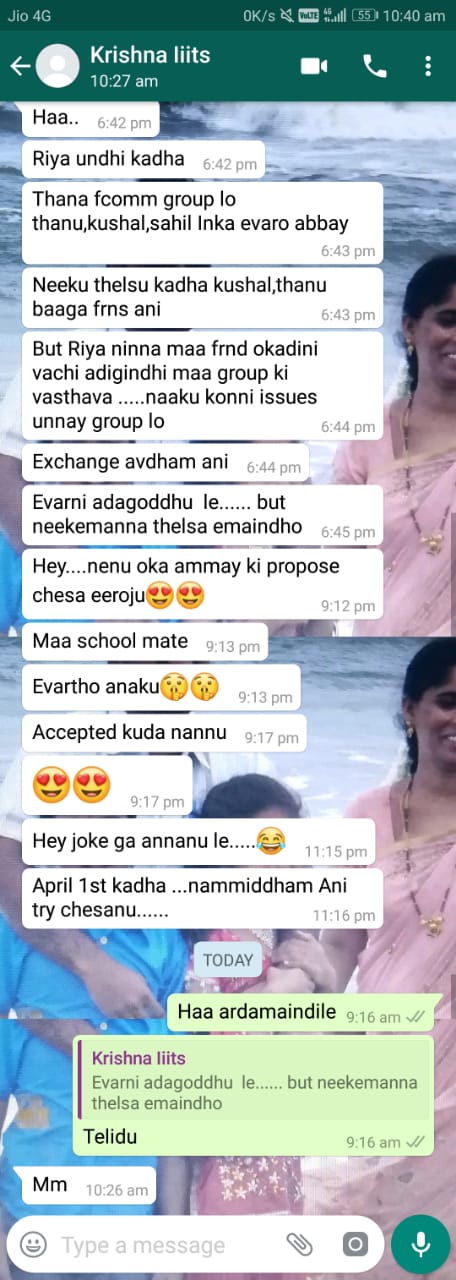 Jio 4G 0K/s VoLTE 4G 55 10:40 am
Krishna Iiits
10:27 am
Haa.. 6:42 pm
Riya undhi kadha 6:42 pm
Thana fcomm group lo
thanu,kushal,sahil Inka evaro abbay
6:43 pm
Neeku thelsu kadha kushal,thanu
baaga frns ani 6:43 pm
But Riya ninna maa frnd okadini
vachi adigindhi maa group ki
vasthava .....naaku konni issues
unnay group lo 6:44 pm
Exchange avdham ani 6:44 pm
Evarni adagoddhu le...... but
neekemanna thelsa emaindho 6:45 pm
Hey....nenu oka ammay ki propose
chesa eeroju😍😍 9:12 pm
Maa school mate 9:13 pm
Evartho anaku🤫🤫 9:13 pm
Accepted kuda nannu 9:17 pm
😍😍 9:17 pm
Hey joke ga annanu le.....😂 11:15 pm
April 1st kadha ...nammiddham Ani
try chesanu...... 11:16 pm
TODAY
Haa ardamaindile 9:16 am
Krishna Iiits
Evarni adagoddhu le...... but neekemanna
thelsa emaindho
Telidu 9:16 am
Mm 10:26 am
Type a message